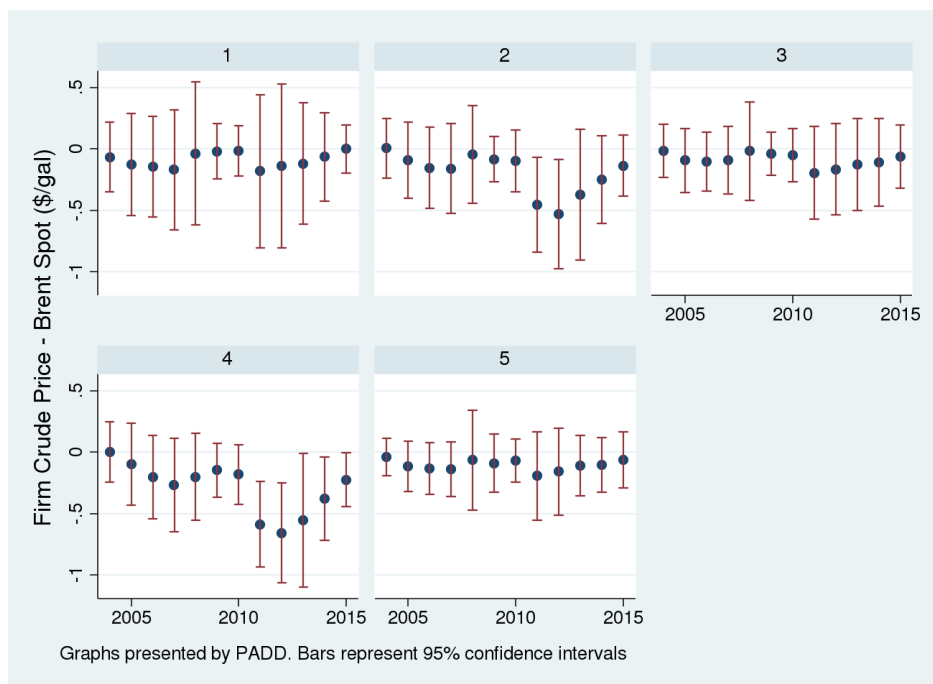 1 2 3
.5
0
-.5
-1
2005 2010 2015
4 5
.5
0
-.5
-1
2005 2010 2015 2005 2010 2015
Firm Crude Price - Brent Spot ($/gal)
Graphs presented by PADD. Bars represent 95% confidence intervals